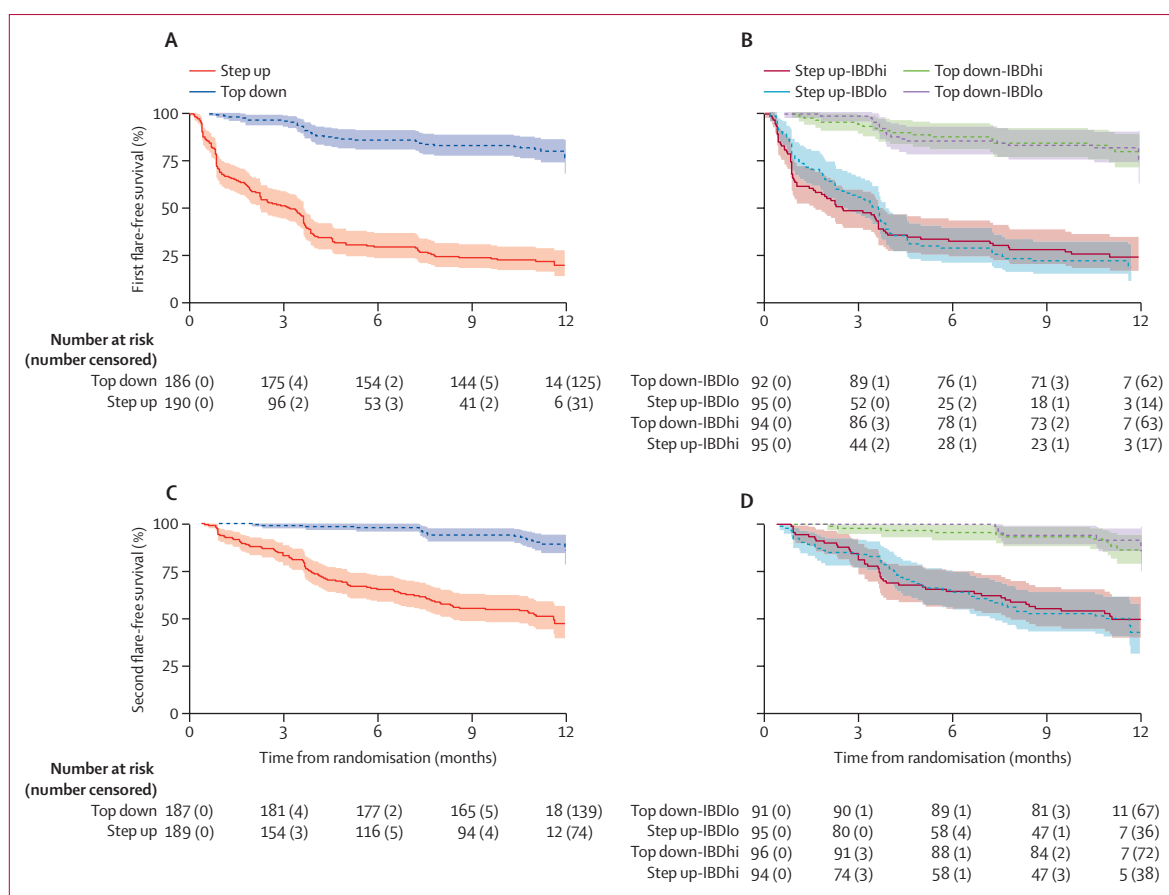 A
Step up
Top down
100
75
50
25
0
First flare-free survival (%)
0 3 6 9 12
Number at risk
(number censored)
Top down 186 (0) 175 (4) 154 (2) 144 (5) 14 (125)
Step up 190 (0) 96 (2) 53 (3) 41 (2) 6 (31)
B
Step up-IBDhi Top down-IBDhi
Step up-IBDlo Top down-IBDlo
0 3 6 9 12
Top down-IBDlo 92 (0) 89 (1) 76 (1) 71 (3) 7 (62)
Step up-IBDlo 95 (0) 52 (0) 25 (2) 18 (1) 3 (14)
Top down-IBDhi 94 (0) 86 (3) 78 (1) 73 (2) 7 (63)
Step up-IBDhi 95 (0) 44 (2) 28 (1) 23 (1) 3 (17)
C
100
75
50
25
0
Second flare-free survival (%)
0 3 6 9 12
Time from randomisation (months)
Number at risk
(number censored)
Top down 187 (0) 181 (4) 177 (2) 165 (5) 18 (139)
Step up 189 (0) 154 (3) 116 (5) 94 (4) 12 (74)
D
0 3 6 9 12
Time from randomisation (months)
Top down-IBDlo 91 (0) 90 (1) 89 (1) 81 (3) 11 (67)
Step up-IBDlo 95 (0) 80 (0) 58 (4) 47 (1) 7 (36)
Top down-IBDhi 96 (0) 91 (3) 88 (1) 84 (2) 7 (72)
Step up-IBDhi 94 (0) 74 (3) 58 (1) 47 (3) 5 (38)